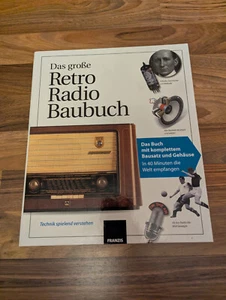 Das große
Retro
Radio
Baubuch
Das Buch
mit komplettem
Bausatz und Gehäuse
In 40 Minuten die
Welt empfangen
Technik spielend verstehen
FRANZIS